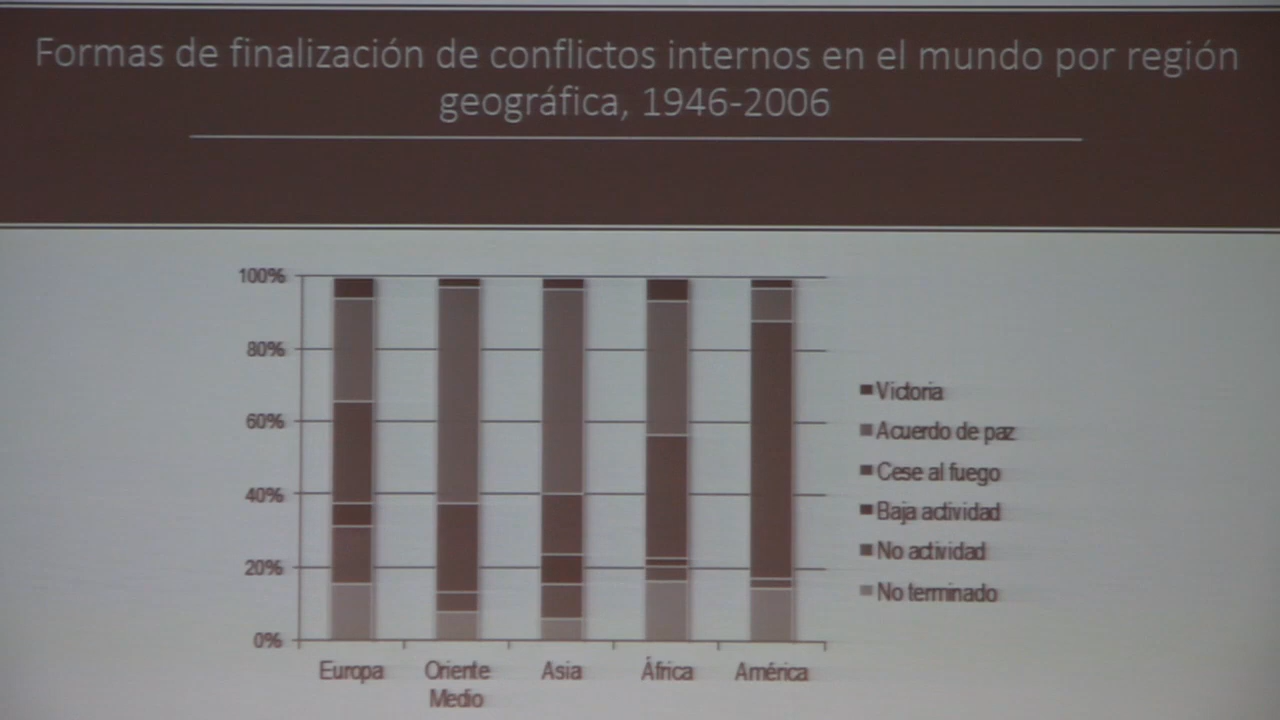 Formas de finalización de conflictos internos en el mundo por región
geográfica, 1946-2006
100%
80%
60%
40%
20%
0%
Europa
Oriente
Medio
Asia
África
América
Victoria
Acuerdo de paz
Cese al fuego
Baja actividad
No actividad
No terminado